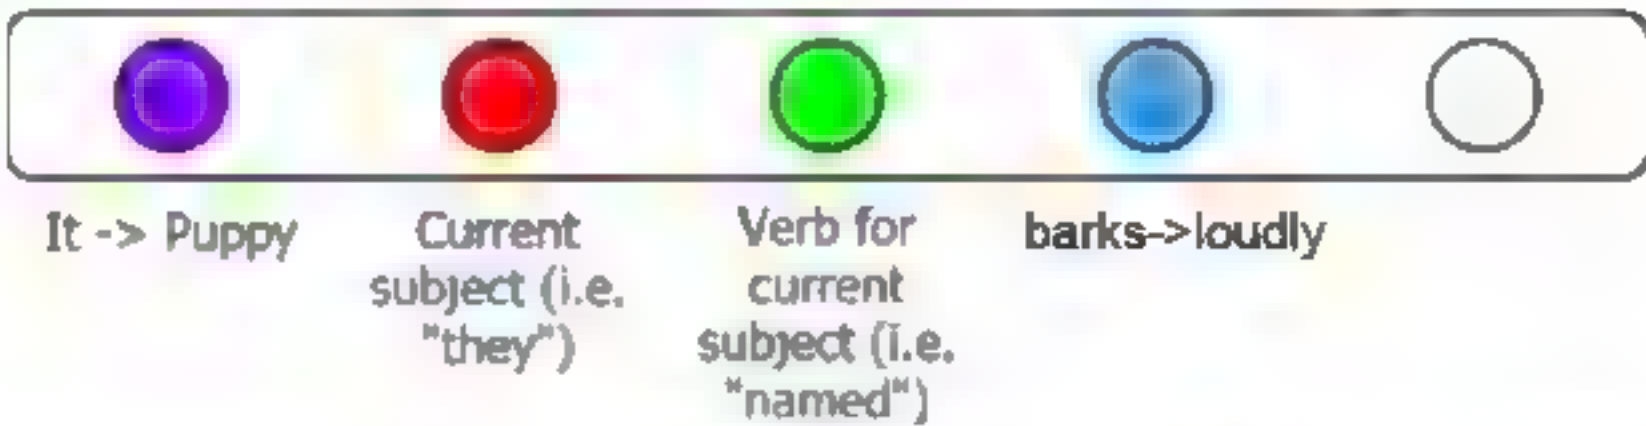 It -> Puppy
Current
subject (i.e.
"they")
Verb for
current
subject (i.e.
"named")
barks->loudly